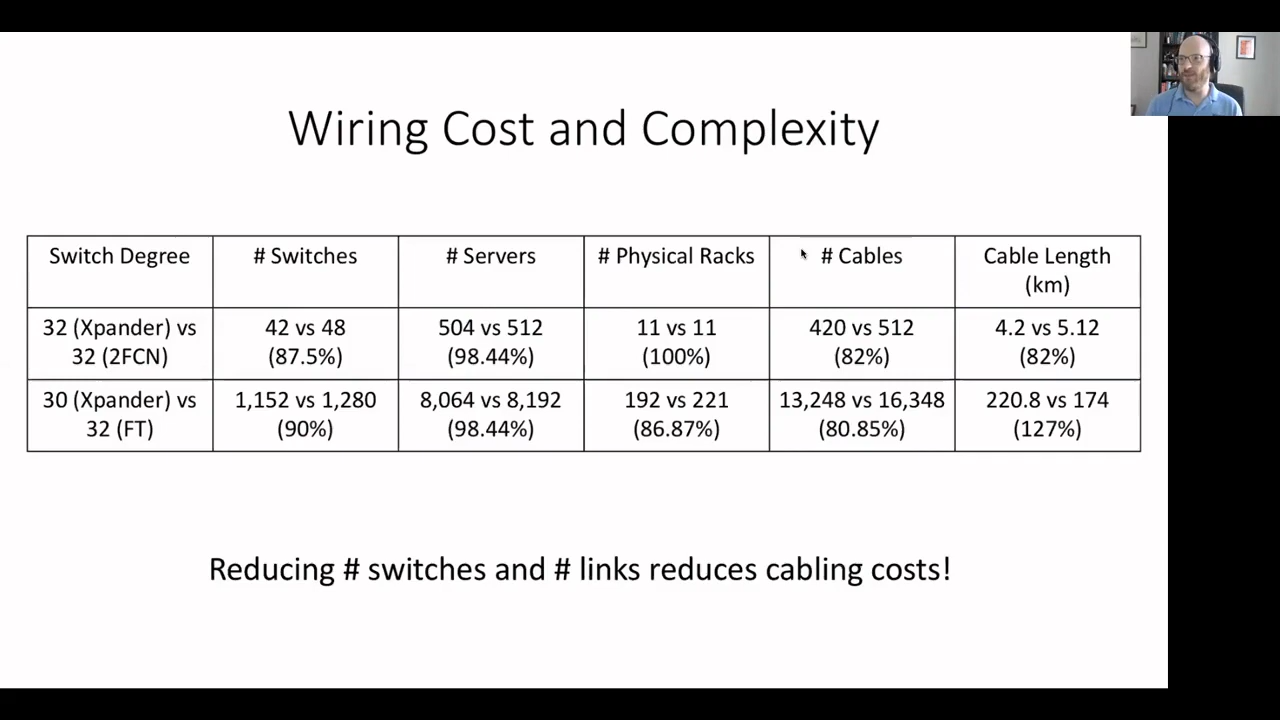 Wiring Cost and Complexity
Switch Degree
# Switches
# Servers
# Physical Racks
# Cables
Cable Length
(km)
32 (Xpander) vs
32 (2FCN)
42 vs 48
(87.5%)
504 vs 512
(98.44%)
11 vs 11
(100%)
420 vs 512
(82%)
4.2 vs 5.12
(82%)
30 (Xpander) vs
32 (FT)
1,152 vs 1,280
(90%)
8,064 vs 8,192
(98.44%)
192 vs 221
(86.87%)
13,248 vs 16,348
(80.85%)
220.8 vs 174
(127%)
Reducing # switches and # links reduces cabling costs!